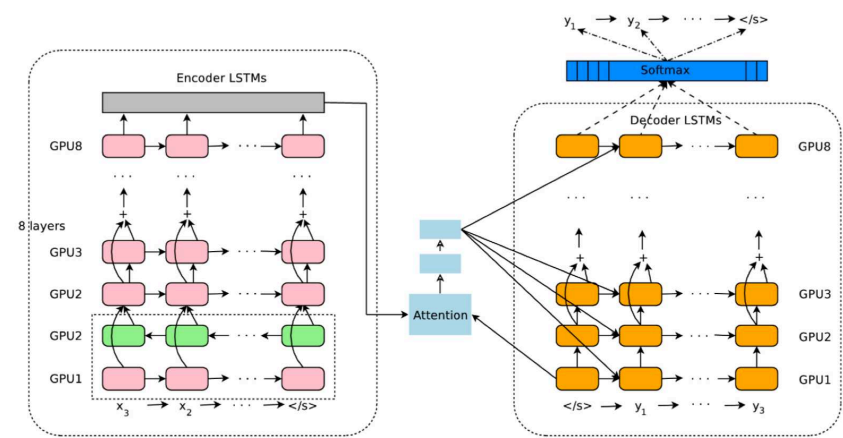 y1 y2 · · · </s>
Softmax
Encoder LSTMs
Decoder LSTMs
GPU8 · · · · · · GPU8
· · · · · · · · · · · ·
+ + +
8 layers
GPU3 · · ·
+ + +
GPU2 · · · · · · GPU3
Attention
GPU2 · · · · · · GPU2
GPU1 · · · · · · GPU1
x3 x2 · · · </s>
</s> y1 · · · y3